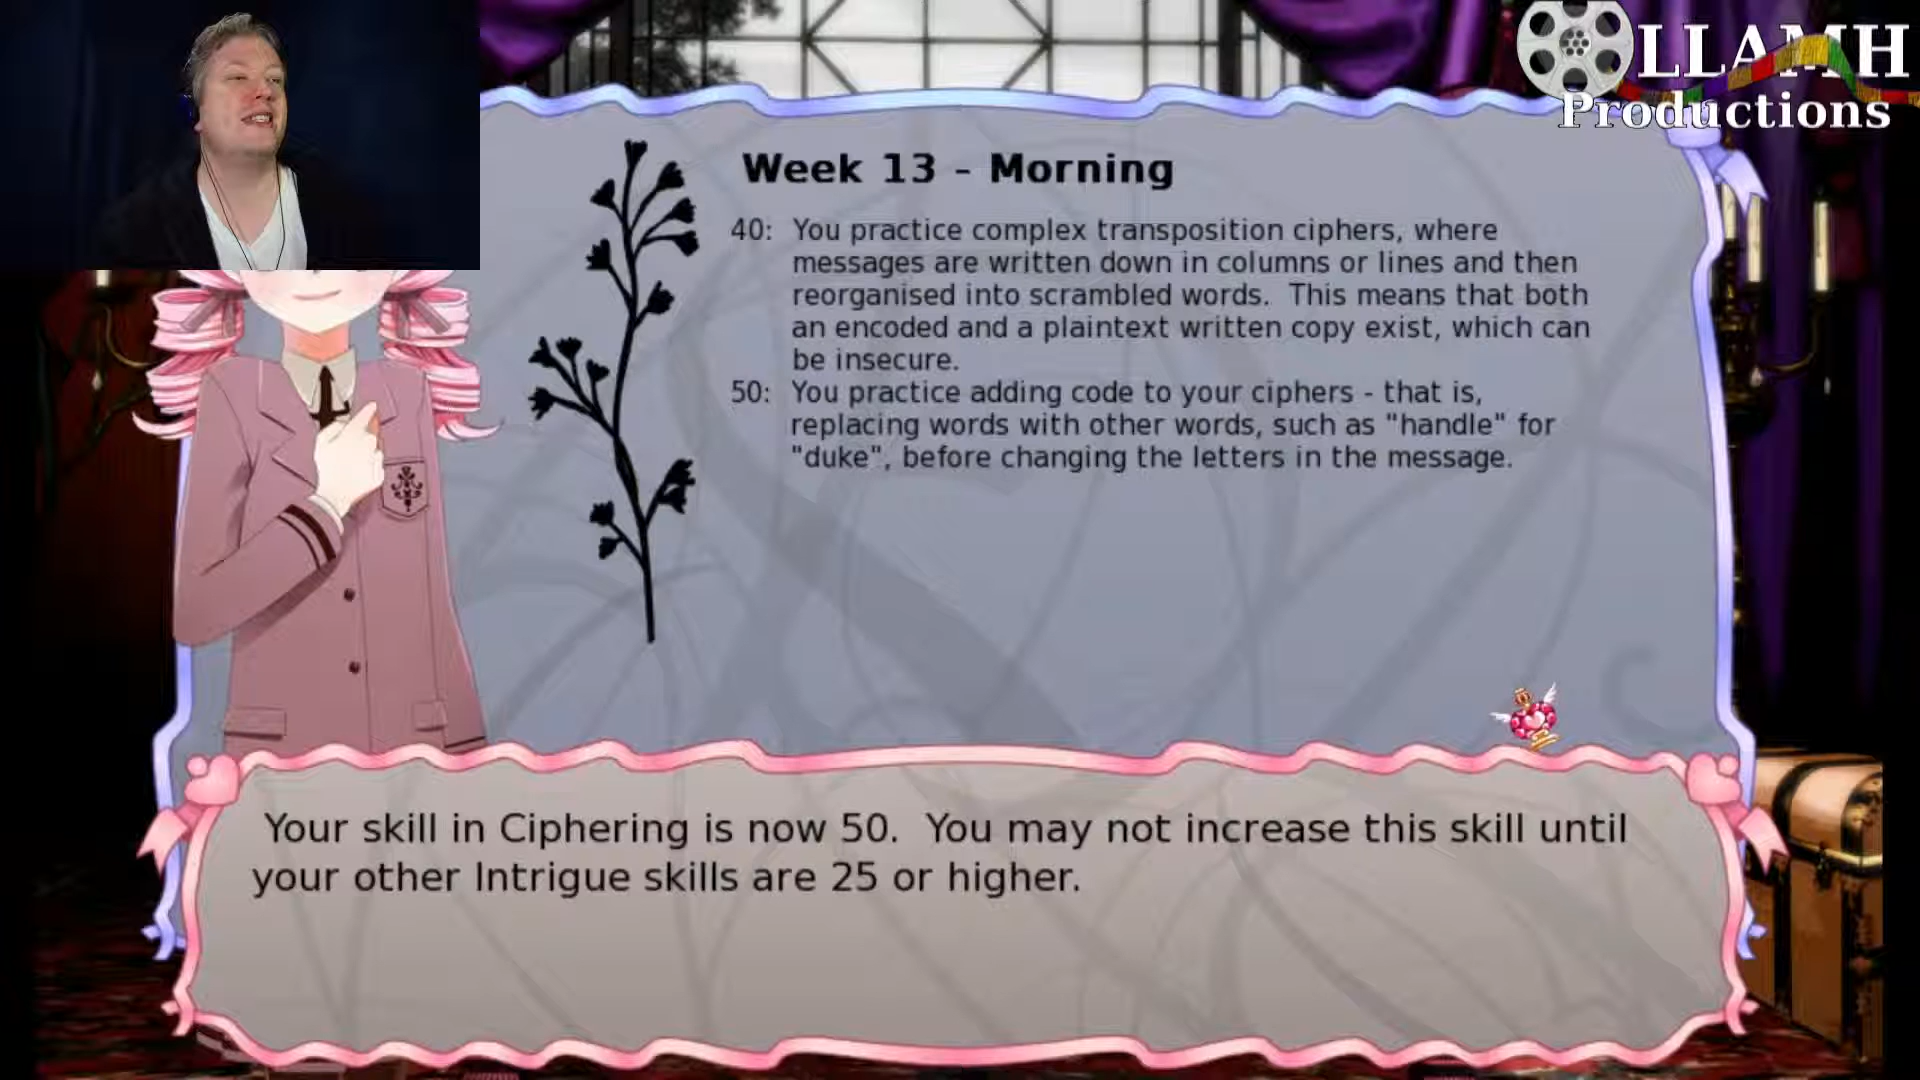 LLAMH
Productions
Week 13 - Morning
40: You practice complex transposition ciphers, where
messages are written down in columns or lines and then
reorganised into scrambled words.  This means that both
an encoded and a plaintext written copy exist, which can
be insecure.
50: You practice adding code to your ciphers - that is,
replacing words with other words, such as "handle" for
"duke", before changing the letters in the message.
Your skill in Ciphering is now 50.  You may not increase this skill until
your other Intrigue skills are 25 or higher.